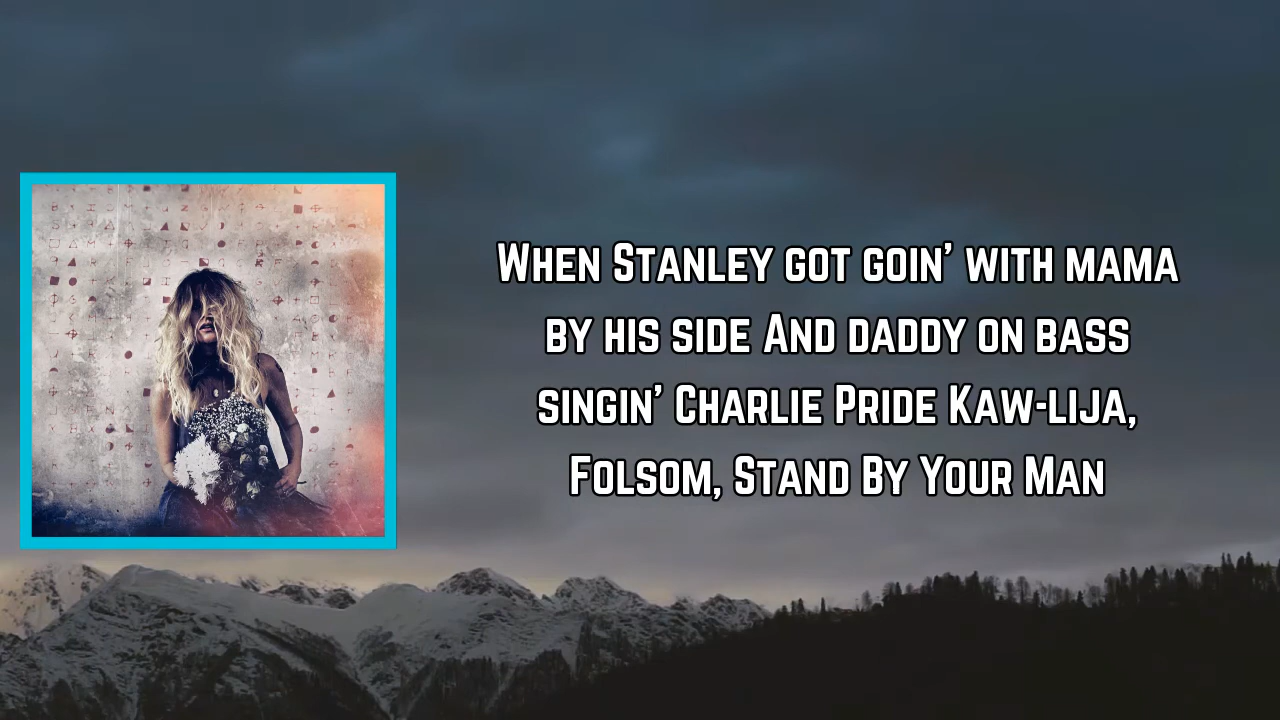 When Stanley got goin' with mama
by his side And daddy on bass
singin' Charlie Pride Kaw-lija,
Folsom, Stand By Your Man